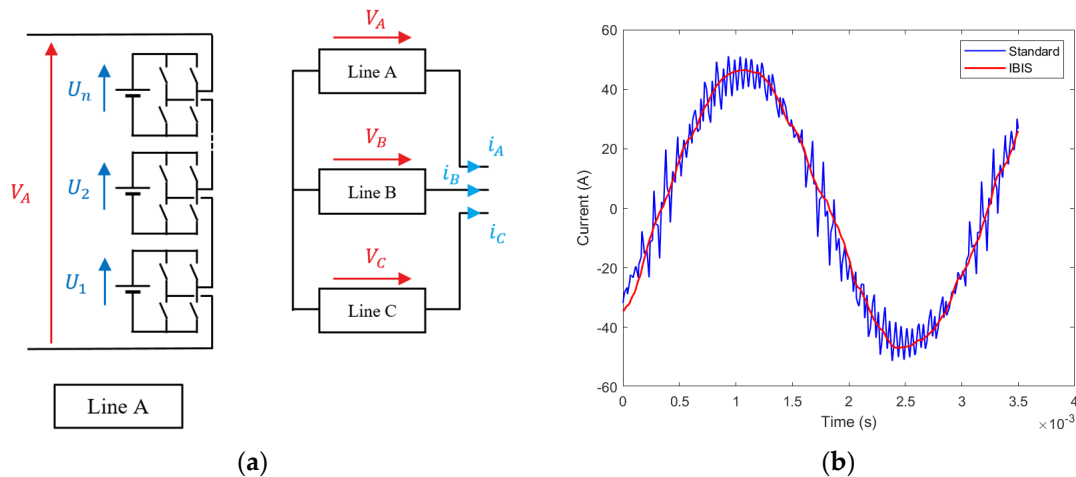 V_A
U_n
U_2
U_1
Line A
V_A
Line A
V_B
Line B
V_C
Line C
i_A
i_B
i_C
(a)
60
40
20
0
-20
-40
-60
Current (A)
Standard
IBIS
0
0.5
1
1.5
2
2.5
3
3.5
4
Time (s)
×10⁻³
(b)